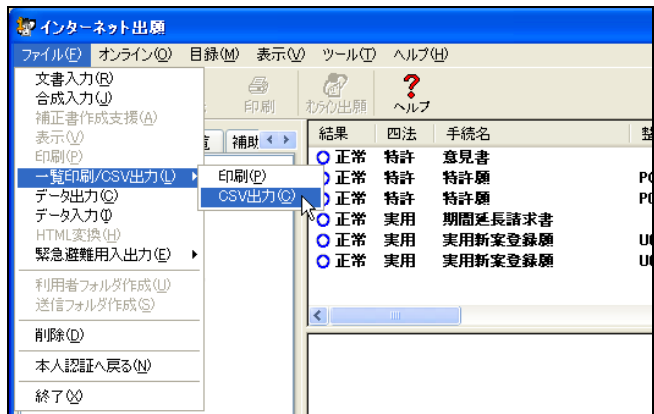 インターネット出願
ファイル(F) オンライン(O) 目録(M) 表示(V) ツール(T) ヘルプ(H)
文書入力(R)
合成入力(J)
補正書作成支援(A)
表示(V)
印刷(P)
一覧印刷/CSV出力(L)
データ出力(C)
データ入力(I)
HTML変換(H)
緊急避難用入出力(E)
利用者フォルダ作成(U)
送信フォルダ作成(S)
削除(D)
本人認証へ戻る(N)
終了(X)
印刷(P)
CSV出力(C)
印刷 オンライン出願 ヘルプ
補助
結果 四法 手続名 整
正常 特許 意見書
正常 特許 特許願 P0
正常 特許 特許願 P0
正常 実用 期間延長請求書
正常 実用 実用新案登録願 U0
正常 実用 実用新案登録願 U0